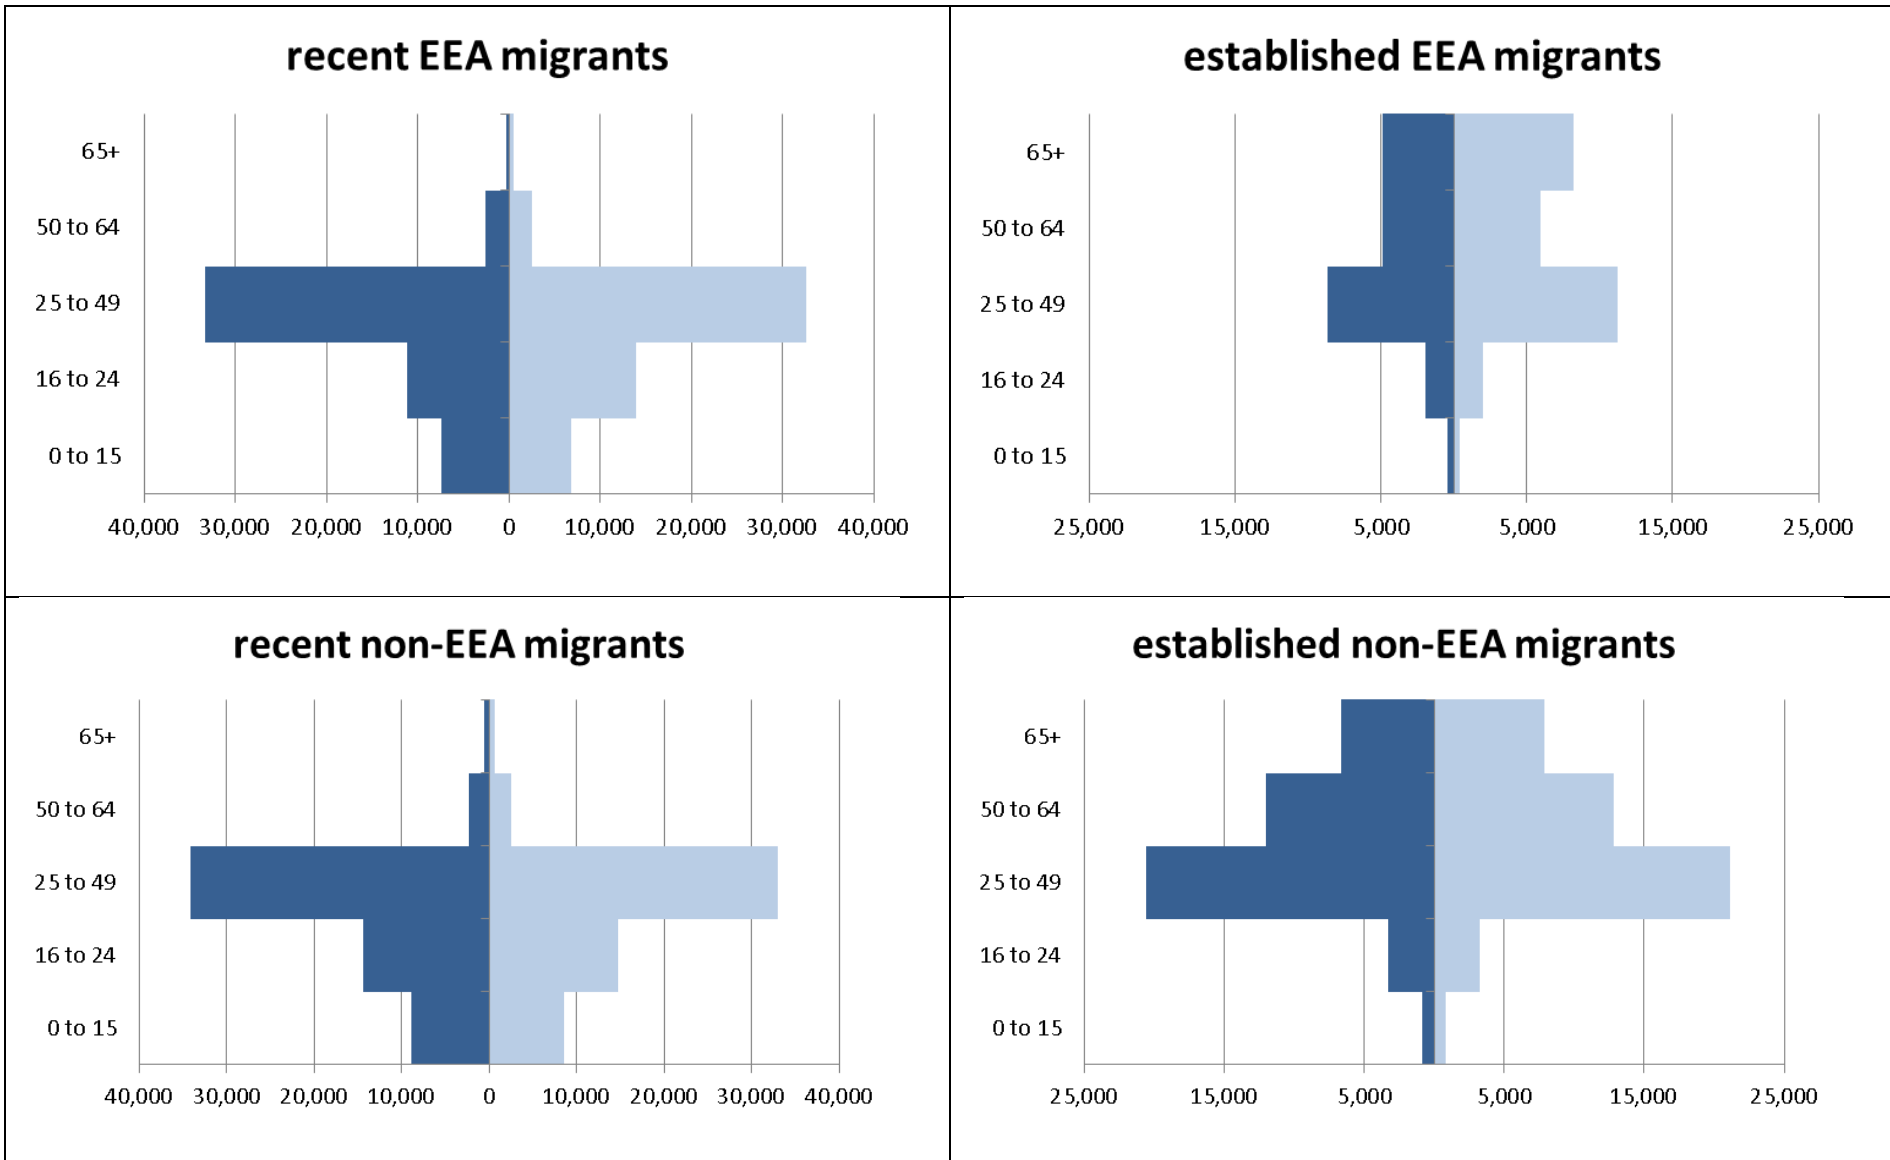 recent EEA migrants
65+
50 to 64
25 to 49
16 to 24
0 to 15
40,000 30,000 20,000 10,000 0 10,000 20,000 30,000 40,000
established EEA migrants
65+
50 to 64
25 to 49
16 to 24
0 to 15
25,000 15,000 5,000 5,000 15,000 25,000
recent non-EEA migrants
65+
50 to 64
25 to 49
16 to 24
0 to 15
40,000 30,000 20,000 10,000 0 10,000 20,000 30,000 40,000
established non-EEA migrants
65+
50 to 64
25 to 49
16 to 24
0 to 15
25,000 15,000 5,000 5,000 15,000 25,000